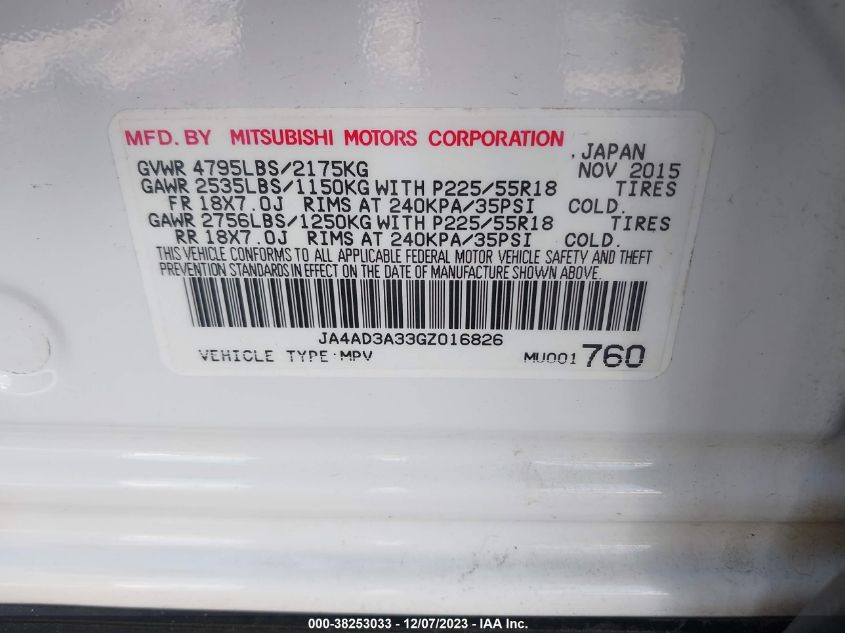 MFD. BY MITSUBISHI MOTORS CORPORATION
, JAPAN
GVWR 4795LBS/2175KG NOV 2015
GAWR 2535LBS/1150KG WITH P225/55R18 TIRES
FR 18X7.0J RIMS AT 240KPA/35PSI COLD.
GAWR 2756LBS/1250KG WITH P225/55R18 TIRES
RR 18X7.0J RIMS AT 240KPA/35PSI COLD.
THIS VEHICLE CONFORMS TO ALL APPLICABLE FEDERAL MOTOR VEHICLE SAFETY AND THEFT
PREVENTION STANDARDS IN EFFECT ON THE DATE OF MANUFACTURE SHOWN ABOVE.
JA4AD3A33GZ016826
VEHICLE TYPE:MPV MU001760
000-38253033 - 12/07/2023 - IAA Inc.